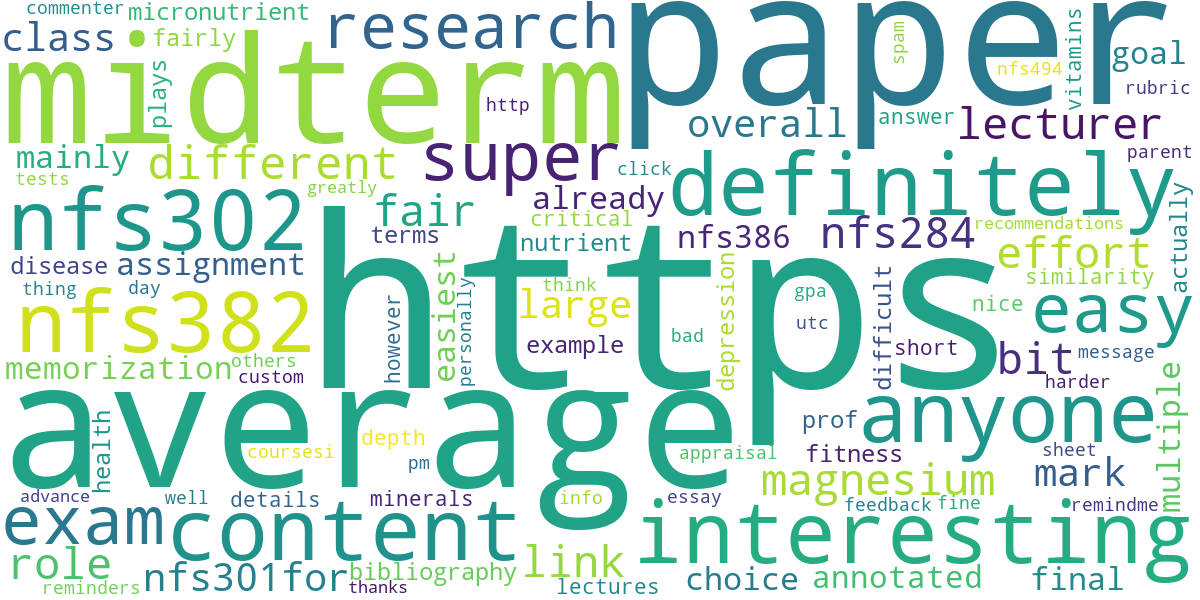 commenter
micronutrient
research
paper
class
fairly
spam
vitamins
goal
midterm
plays
http
nfs494
rubric
overall
answer
lecturer
mainly
different
super
click
definitely
parent
tests
greatly
already
nfs302
fair
critical
nfs386
nfs284
recommendations
actually
terms
nutrient
effort
disease
assignment
easiest
https
depression
similarity
thing
day
however
personally
think
gpa
difficult
nice
easy
nfs382
large
utc
example
bad
short
bit
message
memorization
others
custom
harder
multiple
average
anyone
health
depth
prof
coursesi
pm
appraisal
fitness
sheet
mark
advance
well
details
minerals
info
essay
magnesium
feedback
fine
remindme
exam
content
interesting
role
nfs301for
bibliography
link
choice
annotated
final
reminders
thanks
lectures